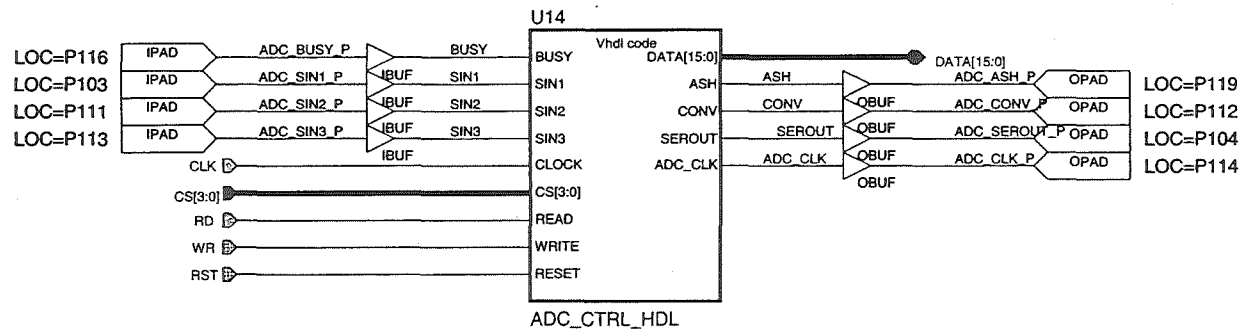 U14
Vhdl code
LOC=P116 IPAD ADC_BUSY_P IBUF BUSY BUSY DATA[15:0] DATA[15:0]
LOC=P103 IPAD ADC_SIN1_P IBUF SIN1 SIN1 ASH ASH OBUF ADC_ASH_P OPAD LOC=P119
LOC=P111 IPAD ADC_SIN2_P IBUF SIN2 SIN2 CONV CONV OBUF ADC_CONV_P OPAD LOC=P112
LOC=P113 IPAD ADC_SIN3_P IBUF SIN3 SIN3 SEROUT SEROUT OBUF ADC_SEROUT_P OPAD LOC=P104
CLK CLOCK ADC_CLK ADC_CLK OBUF ADC_CLK_P OPAD LOC=P114
CS[3:0] CS[3:0]
RD READ
WR WRITE
RST RESET
ADC_CTRL_HDL